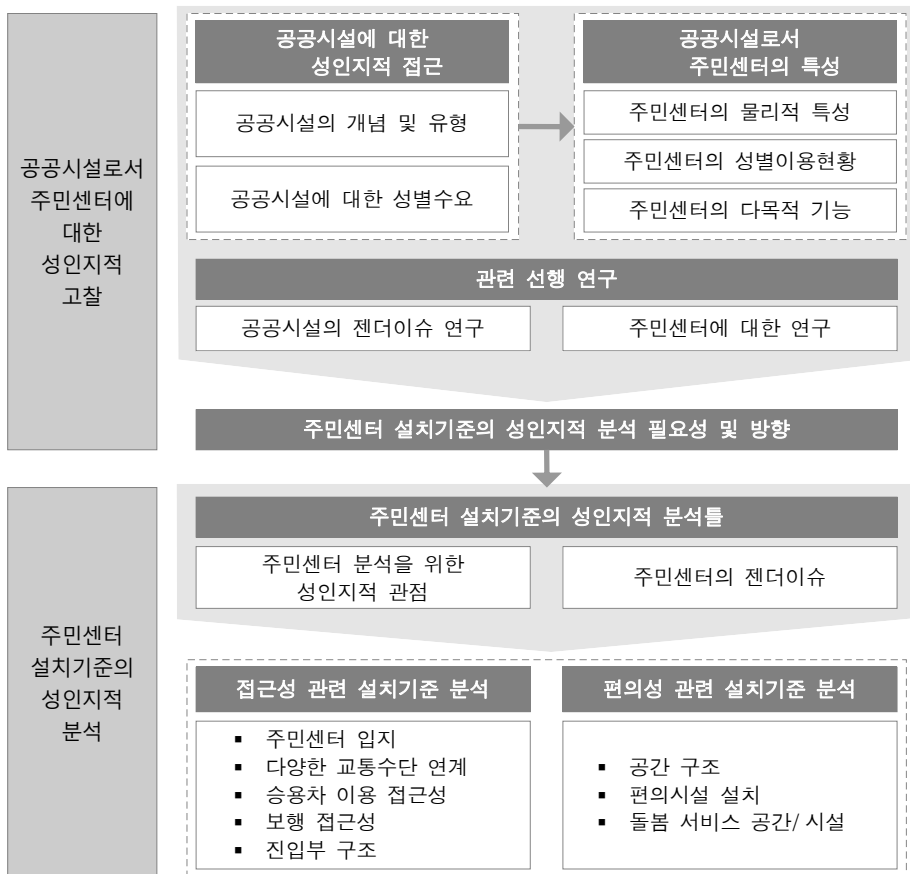 공공시설로서
주민센터에
대한
성인지적
고찰
공공시설에 대한
성인지적 접근
공공시설의 개념 및 유형
공공시설에 대한 성별수요
공공시설로서
주민센터의 특성
주민센터의 물리적 특성
주민센터의 성별이용현황
주민센터의 다목적 기능
관련 선행 연구
공공시설의 젠더이슈 연구
주민센터에 대한 연구
주민센터 설치기준의 성인지적 분석 필요성 및 방향
주민센터
설치기준의
성인지적
분석
주민센터 설치기준의 성인지적 분석틀
주민센터 분석을 위한
성인지적 관점
주민센터의 젠더이슈
접근성 관련 설치기준 분석
▪ 주민센터 입지
▪ 다양한 교통수단 연계
▪ 승용차 이용 접근성
▪ 보행 접근성
▪ 진입부 구조
편의성 관련 설치기준 분석
▪ 공간 구조
▪ 편의시설 설치
▪ 돌봄 서비스 공간/ 시설